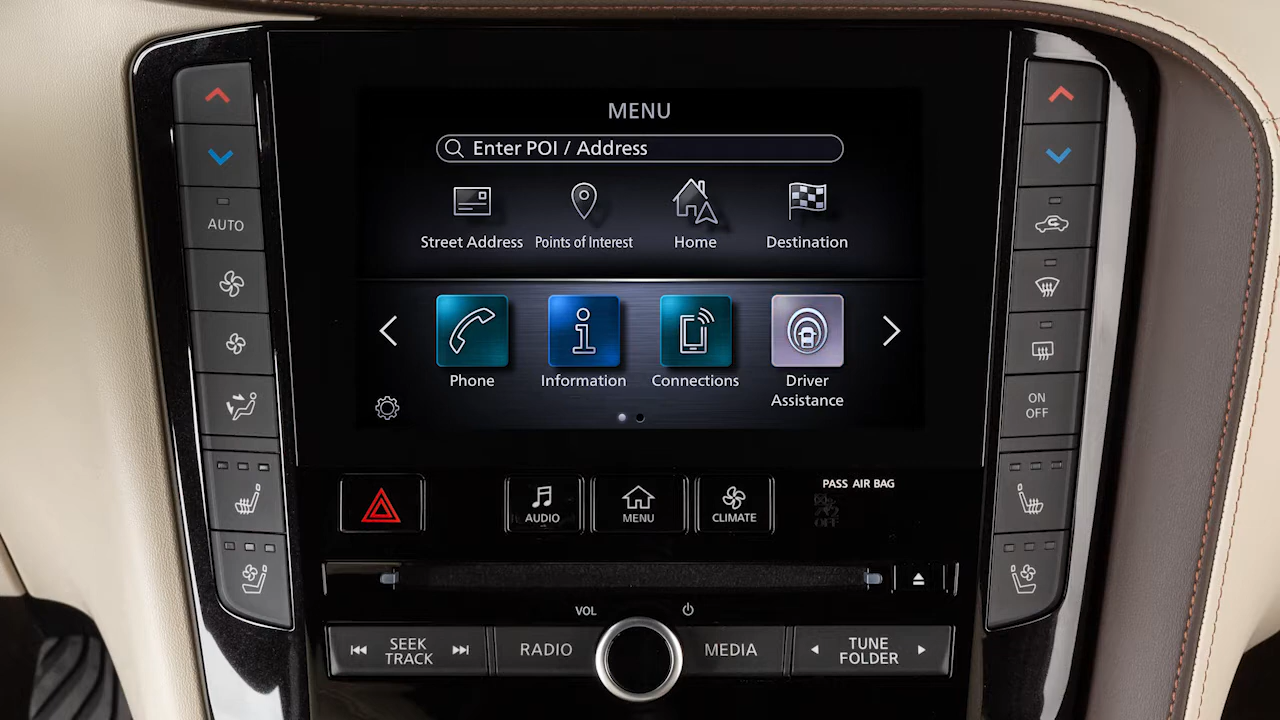 MENU
Enter POI / Address
Street Address
Points of Interest
Home
Destination
AUTO
Phone
Information
Connections
Driver
Assistance
ON
OFF
AUDIO
MENU
CLIMATE
PASS AIR BAG
OFF
VOL
SEEK
TRACK
RADIO
MEDIA
TUNE
FOLDER